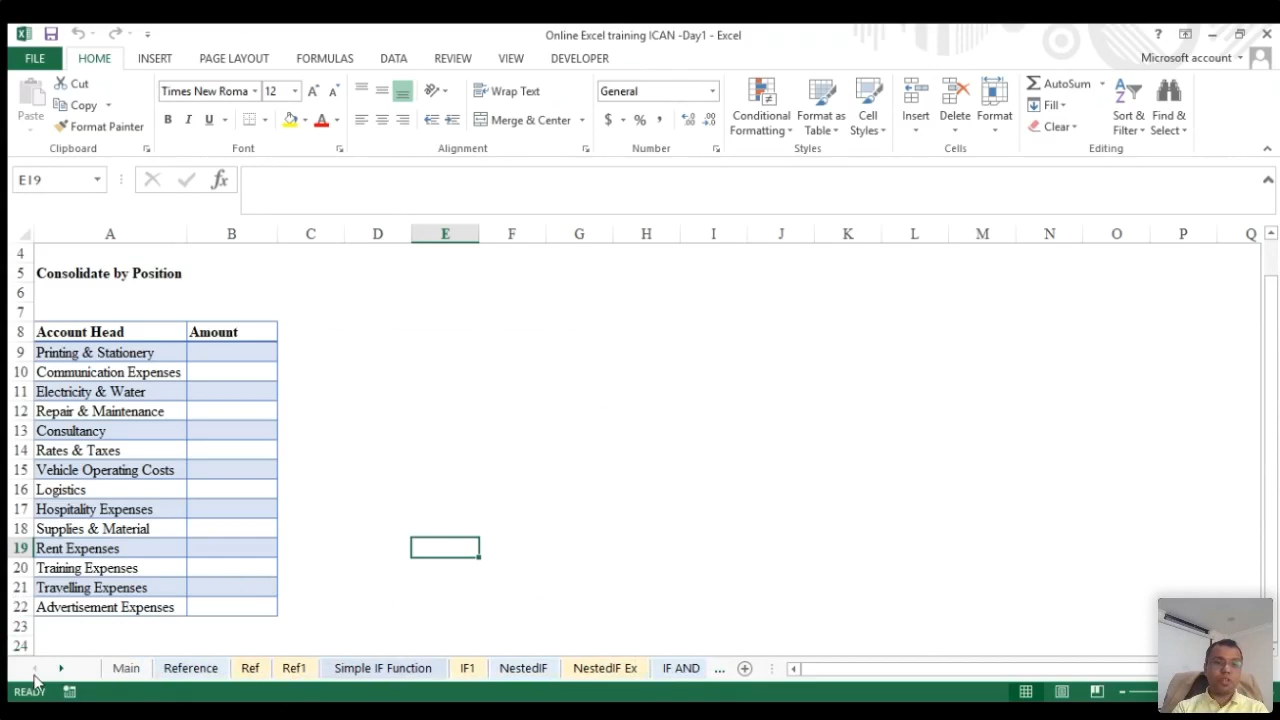 Online Excel training ICAN -Day1 - Excel
?
FILE HOME INSERT PAGE LAYOUT FORMULAS DATA REVIEW VIEW DEVELOPER Microsoft account
Paste Cut Copy Format Painter Clipboard
Times New Roma 12 B I U A Font
Wrap Text Merge & Center Alignment
General $ % , Number
Conditional Formatting Format as Table Cell Styles Styles
Insert Delete Format Cells
AutoSum Fill Clear Sort & Filter Find & Select Editing
E19 fx
A B C D E F G H I J K L M N O P Q
4
5 Consolidate by Position
6
7
8 Account Head Amount
9 Printing & Stationery
10 Communication Expenses
11 Electricity & Water
12 Repair & Maintenance
13 Consultancy
14 Rates & Taxes
15 Vehicle Operating Costs
16 Logistics
17 Hospitality Expenses
18 Supplies & Material
19 Rent Expenses
20 Training Expenses
21 Travelling Expenses
22 Advertisement Expenses
23
24
Main Reference Ref Ref1 Simple IF Function IF1 NestedIF NestedIF Ex IF AND ...
READY